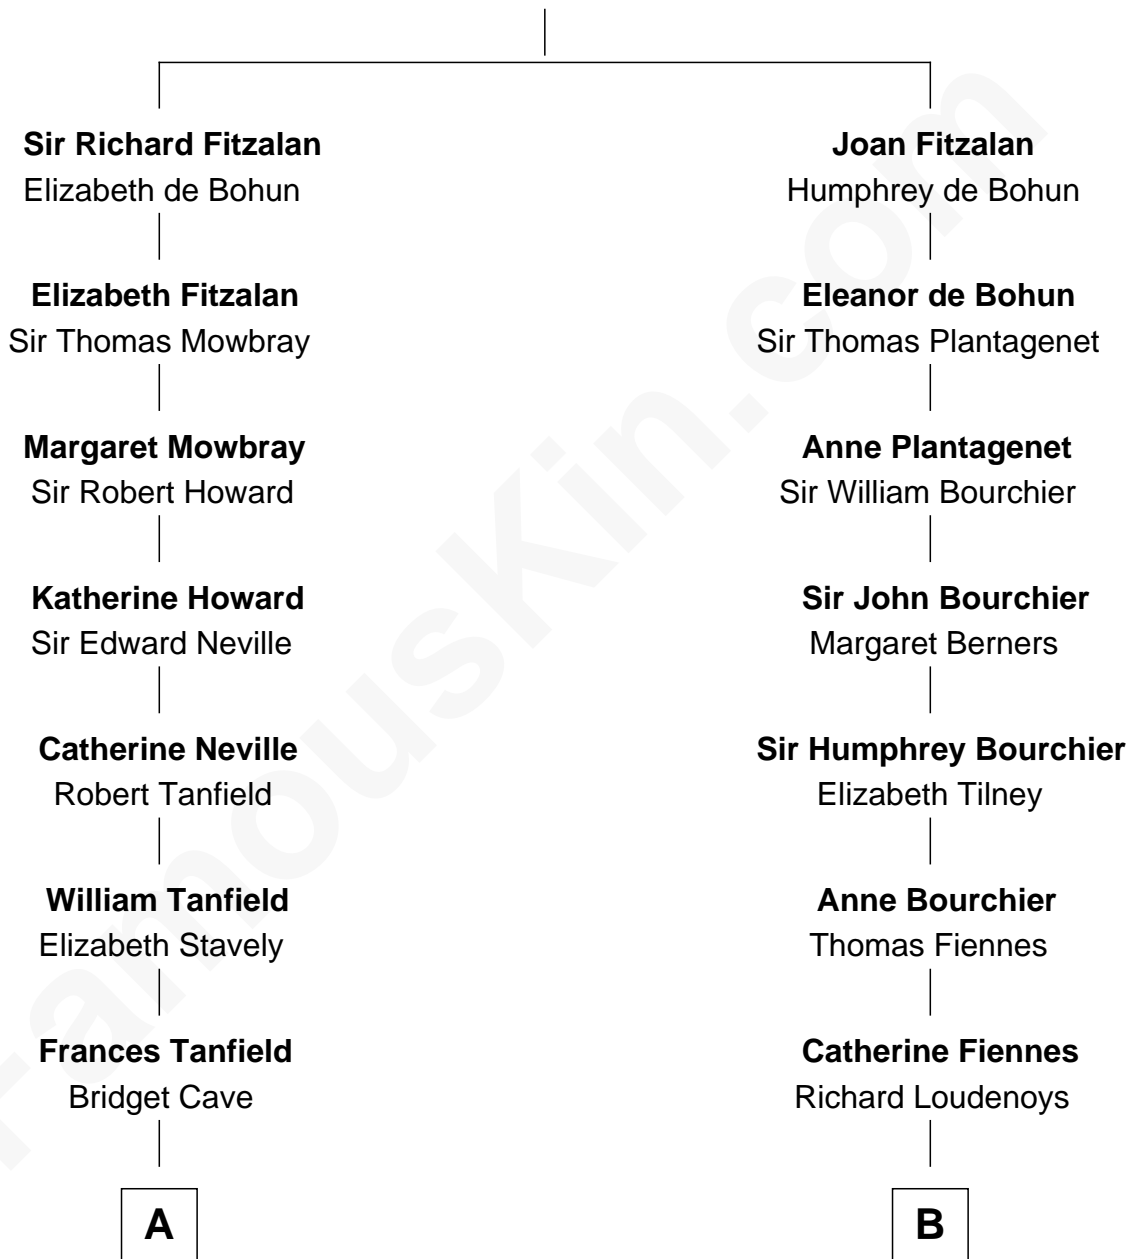 Sir Richard Fitzalan
Elizabeth de Bohun
Elizabeth Fitzalan
Sir Thomas Mowbray
Margaret Mowbray
Sir Robert Howard
Katherine Howard
Sir Edward Neville
Catherine Neville
Robert Tanfield
William Tanfield
Elizabeth Stavely
Frances Tanfield
Bridget Cave
A
Joan Fitzalan
Humphrey de Bohun
Eleanor de Bohun
Sir Thomas Plantagenet
Anne Plantagenet
Sir William Bourchier
Sir John Bourchier
Margaret Berners
Sir Humphrey Bourchier
Elizabeth Tilney
Anne Bourchier
Thomas Fiennes
Catherine Fiennes
Richard Loudenoys
B
FamousKin.com